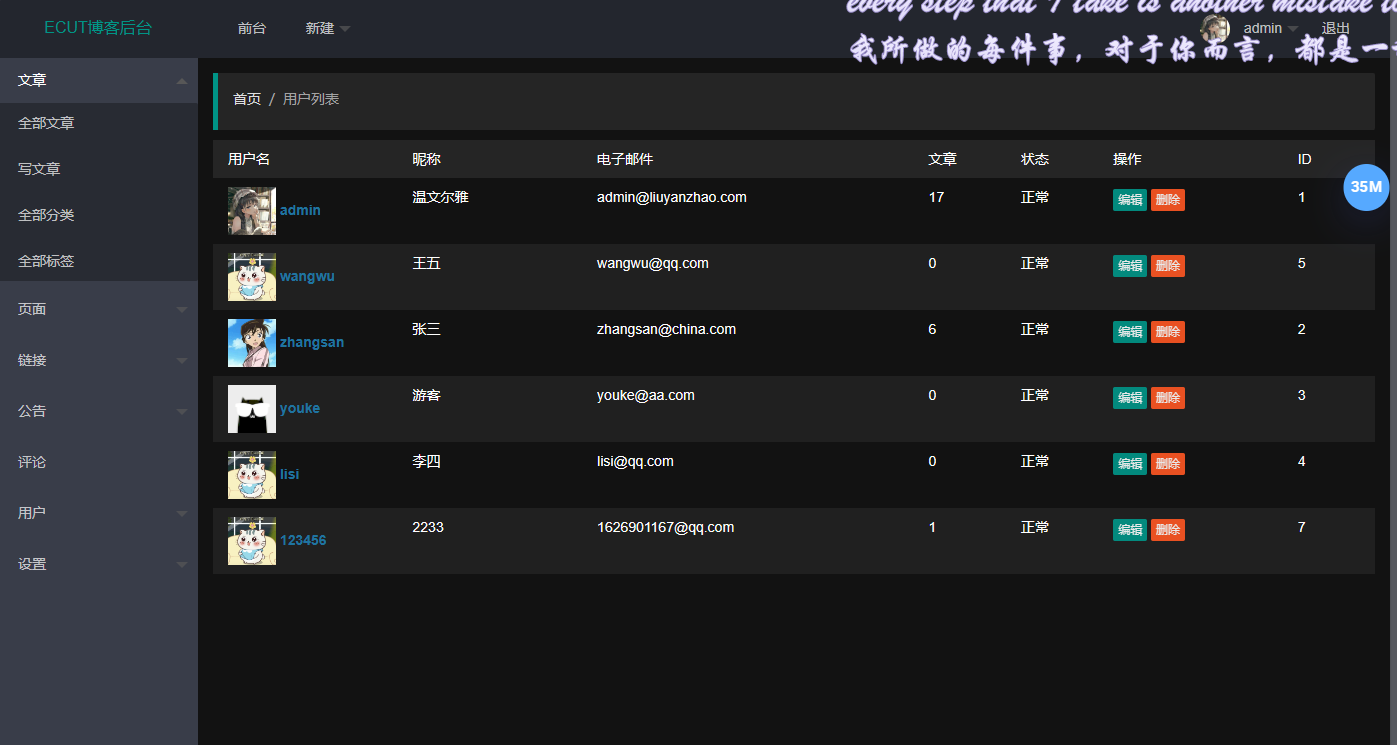 every step that I take is another mistake to
ECUT博客后台 前台 新建 admin 退出
我所做的每件事，对于你而言，都是一
文章
全部文章
写文章
全部分类
全部标签
页面
链接
公告
评论
用户
设置
首页 / 用户列表
用户名 昵称 电子邮件 文章 状态 操作 ID
admin 温文尔雅 admin@liuyanzhao.com 17 正常 编辑 删除 1
wangwu 王五 wangwu@qq.com 0 正常 编辑 删除 5
zhangsan 张三 zhangsan@china.com 6 正常 编辑 删除 2
youke 游客 youke@aa.com 0 正常 编辑 删除 3
lisi 李四 lisi@qq.com 0 正常 编辑 删除 4
123456 2233 1626901167@qq.com 1 正常 编辑 删除 7
35M